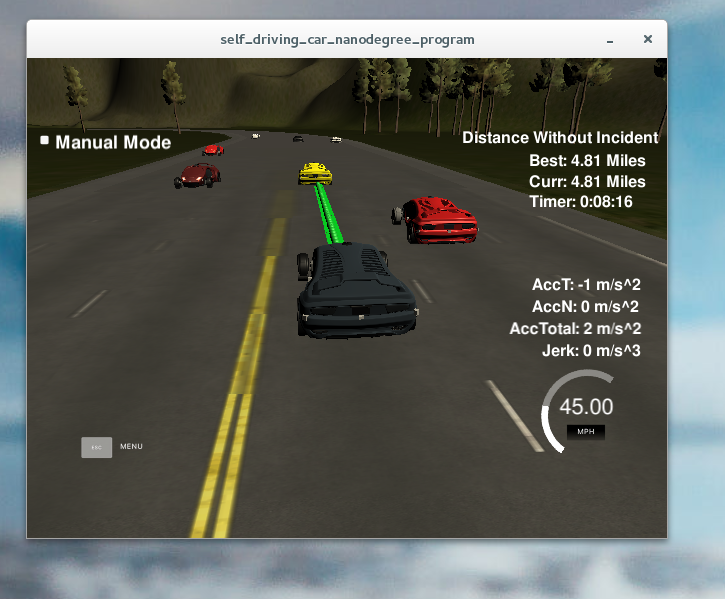 self_driving_car_nanodegree_program
Manual Mode
Distance Without Incident
Best: 4.81 Miles
Curr: 4.81 Miles
Timer: 0:08:16
AccT: -1 m/s^2
AccN: 0 m/s^2
AccTotal: 2 m/s^2
Jerk: 0 m/s^3
45.00
MPH
ESC MENU